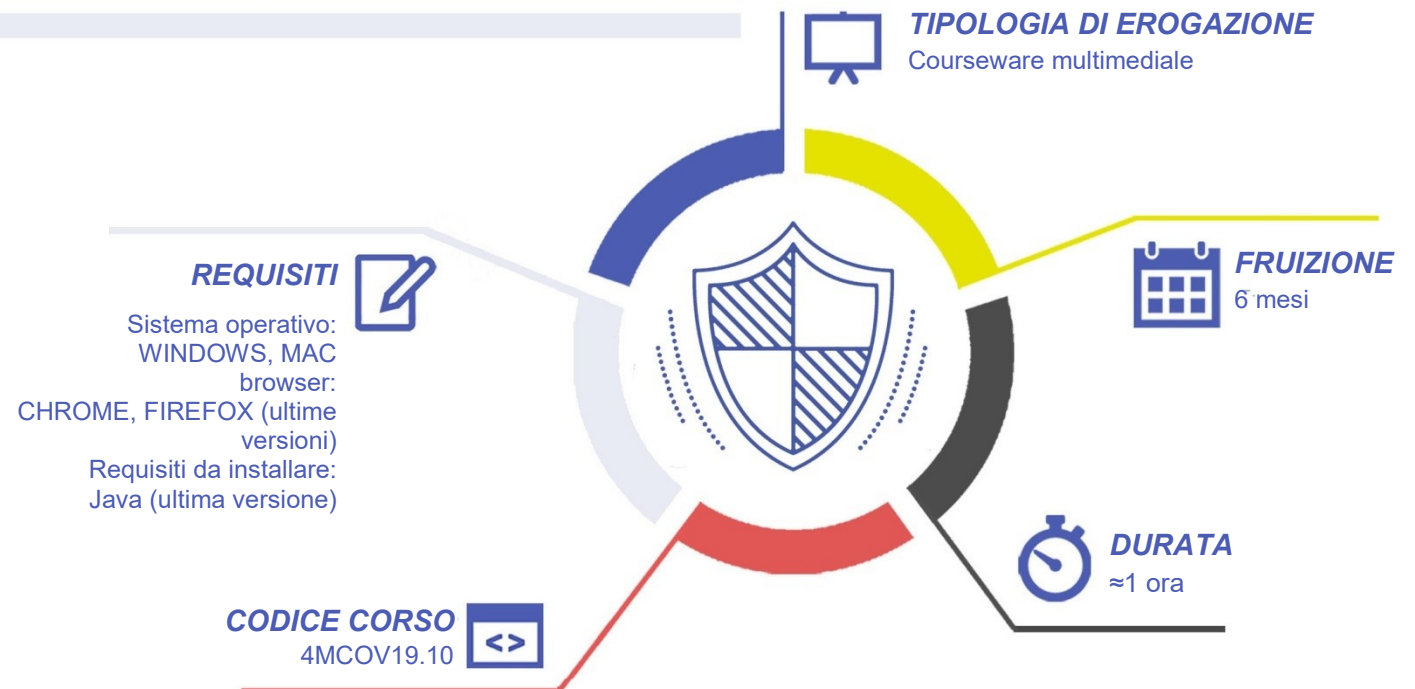 TIPOLOGIA DI EROGAZIONE
Courseware multimediale
REQUISITI
Sistema operativo:
WINDOWS, MAC
browser:
CHROME, FIREFOX (ultime
versioni)
Requisiti da installare:
Java (ultima versione)
FRUIZIONE
6 mesi
DURATA
≈1 ora
CODICE CORSO
4MCOV19.10
<>